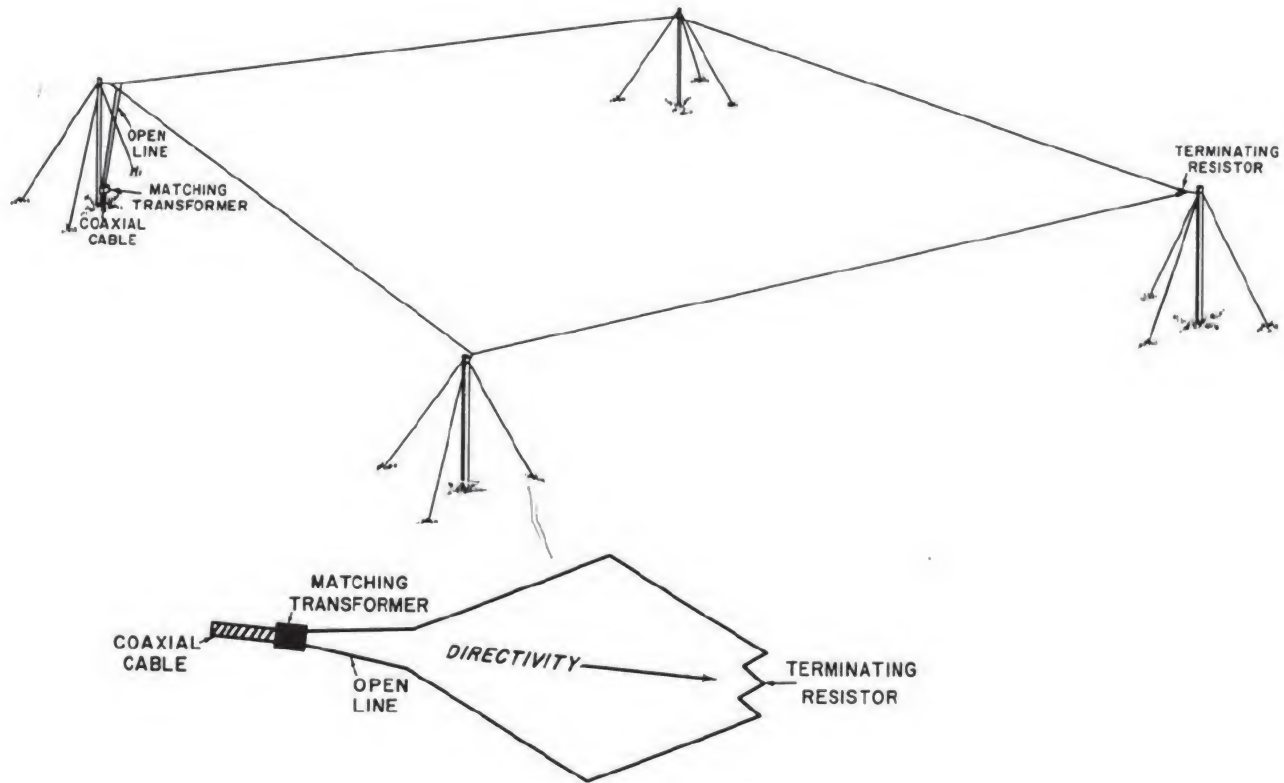 OPEN
LINE
MATCHING
TRANSFORMER
COAXIAL
CABLE
TERMINATING
RESISTOR
MATCHING
TRANSFORMER
COAXIAL
CABLE
OPEN
LINE
DIRECTIVITY
TERMINATING
RESISTOR